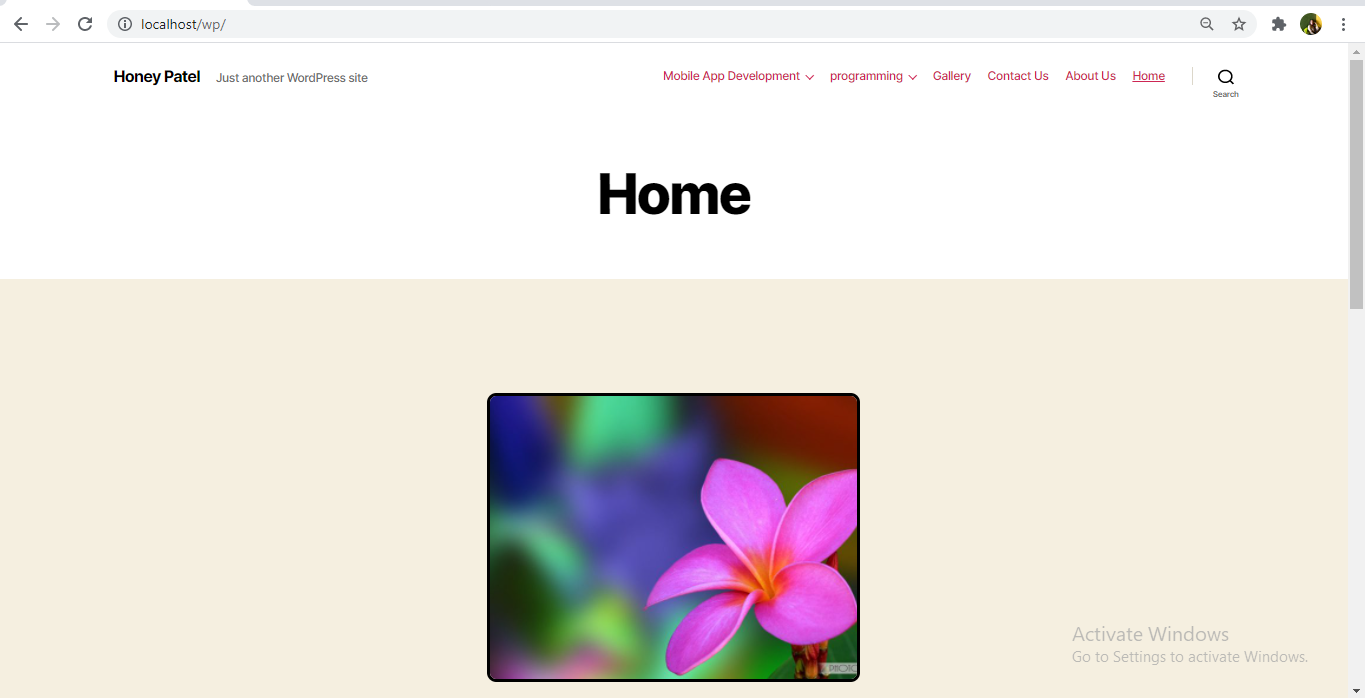 localhost/wp/
Honey Patel Just another WordPress site Mobile App Development programming Gallery Contact Us About Us Home
Search
Home
PHOTO
Activate Windows
Go to Settings to activate Windows.